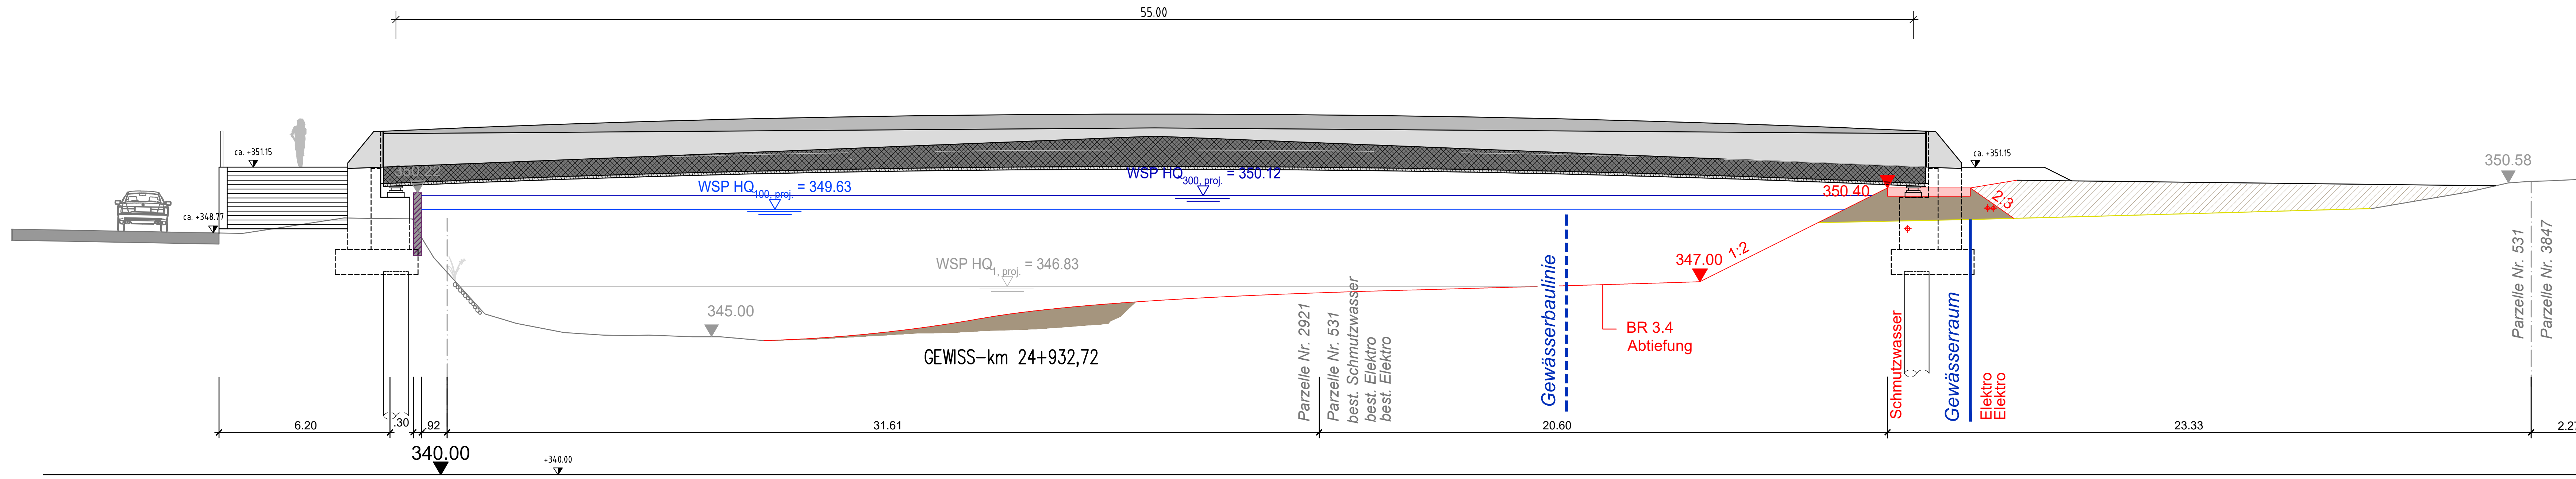 55.00
ca. +351.15
350.22
WSP HQ100, proj. = 349.63
WSP HQ300, proj. = 350.12
350.40
ca. +351.15
350.58
2:3
ca. +348.77
WSP HQ1, proj. = 346.83
347.00
1:2
345.00
GEWISS-km 24+932,72
BR 3.4
Abtiefung
Parzelle Nr. 2921
Parzelle Nr. 531
best. Schmutzwasser
best. Elektro
best. Elektro
Gewässerbaulinie
Schmutzwasser
Gewässerraum
Elektro
Elektro
Parzelle Nr. 531
Parzelle Nr. 3847
6.20
.30
92
31.61
20.60
23.33
340.00
+340.00